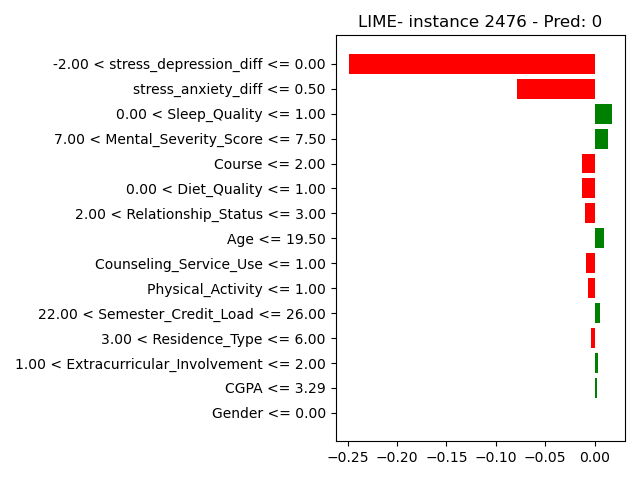 LIME- instance 2476 - Pred: 0
-2.00 < stress_depression_diff <= 0.00
stress_anxiety_diff <= 0.50
0.00 < Sleep_Quality <= 1.00
7.00 < Mental_Severity_Score <= 7.50
Course <= 2.00
0.00 < Diet_Quality <= 1.00
2.00 < Relationship_Status <= 3.00
Age <= 19.50
Counseling_Service_Use <= 1.00
Physical_Activity <= 1.00
22.00 < Semester_Credit_Load <= 26.00
3.00 < Residence_Type <= 6.00
1.00 < Extracurricular_Involvement <= 2.00
CGPA <= 3.29
Gender <= 0.00
−0.25 −0.20 −0.15 −0.10 −0.05 0.00